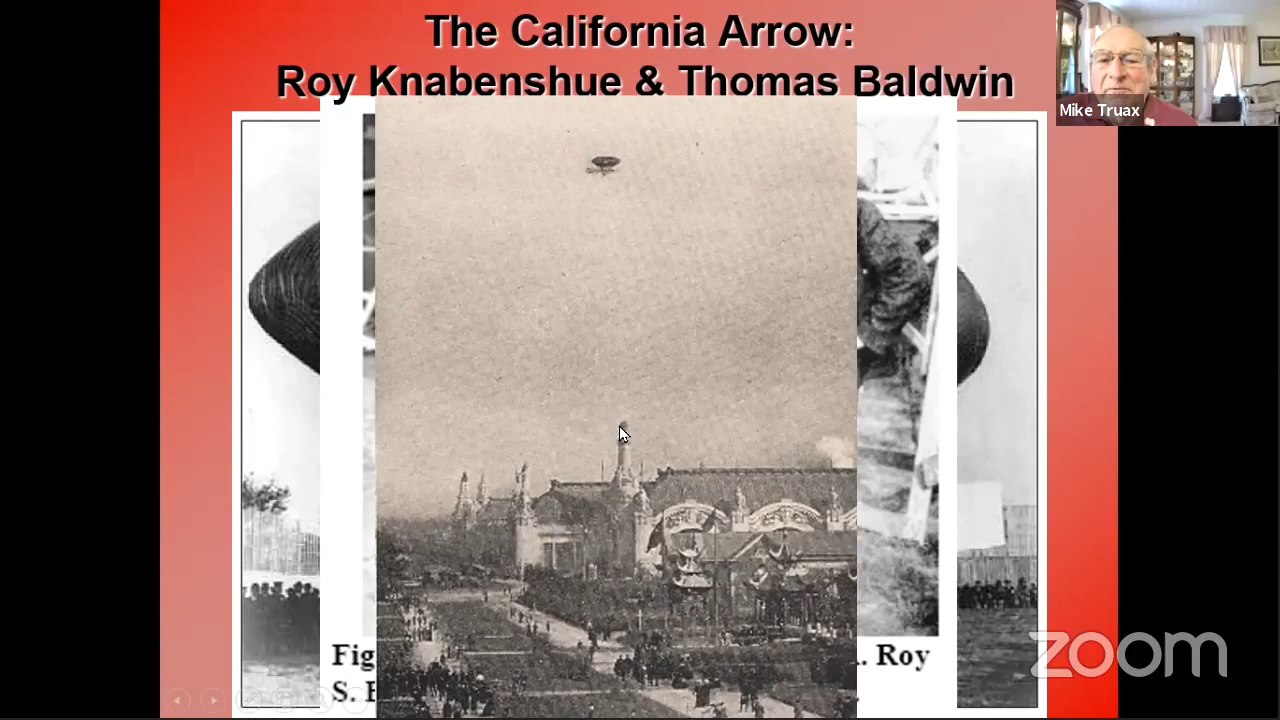 The California Arrow:
Roy Knabenshue & Thomas Baldwin
Mike Truax
Fig
Roy
S.
zoom